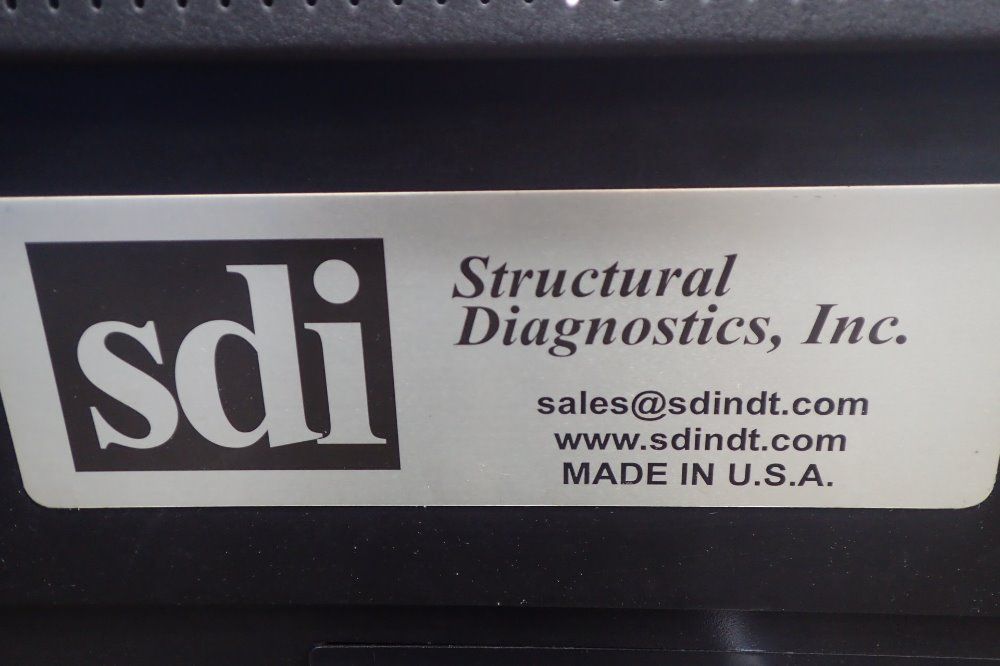 sdi
Structural
Diagnostics, Inc.
sales@sdindt.com
www.sdindt.com
MADE IN U.S.A.